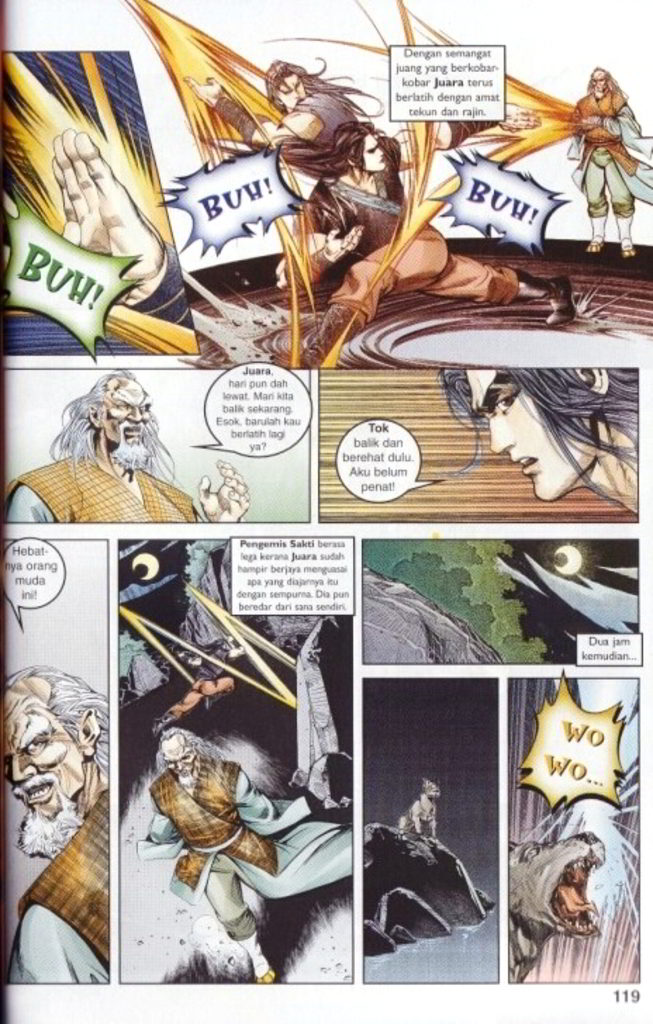 Dengan semangat
juang yang berkobar-
kobar Juara terus
berlatih dengan amat
tekun dan rajin.
BUH!
BUH!
BUH!
Juara,
hari pun dah
lewat. Mari kita
balik sekarang.
Esok, barulah kau
berlatih lagi
ya?
Tok
balik dan
berehat dulu.
Aku belum
penat!
Hebat-
nya orang
muda
ini!
Pengemis Sakti berasa
lega kerana Juara sudah
hampir berjaya menguasai
apa yang diajarnya itu
dengan sempurna. Dia pun
beredar dari sana sendiri.
Dua jam
kemudian...
WO
WO...
119